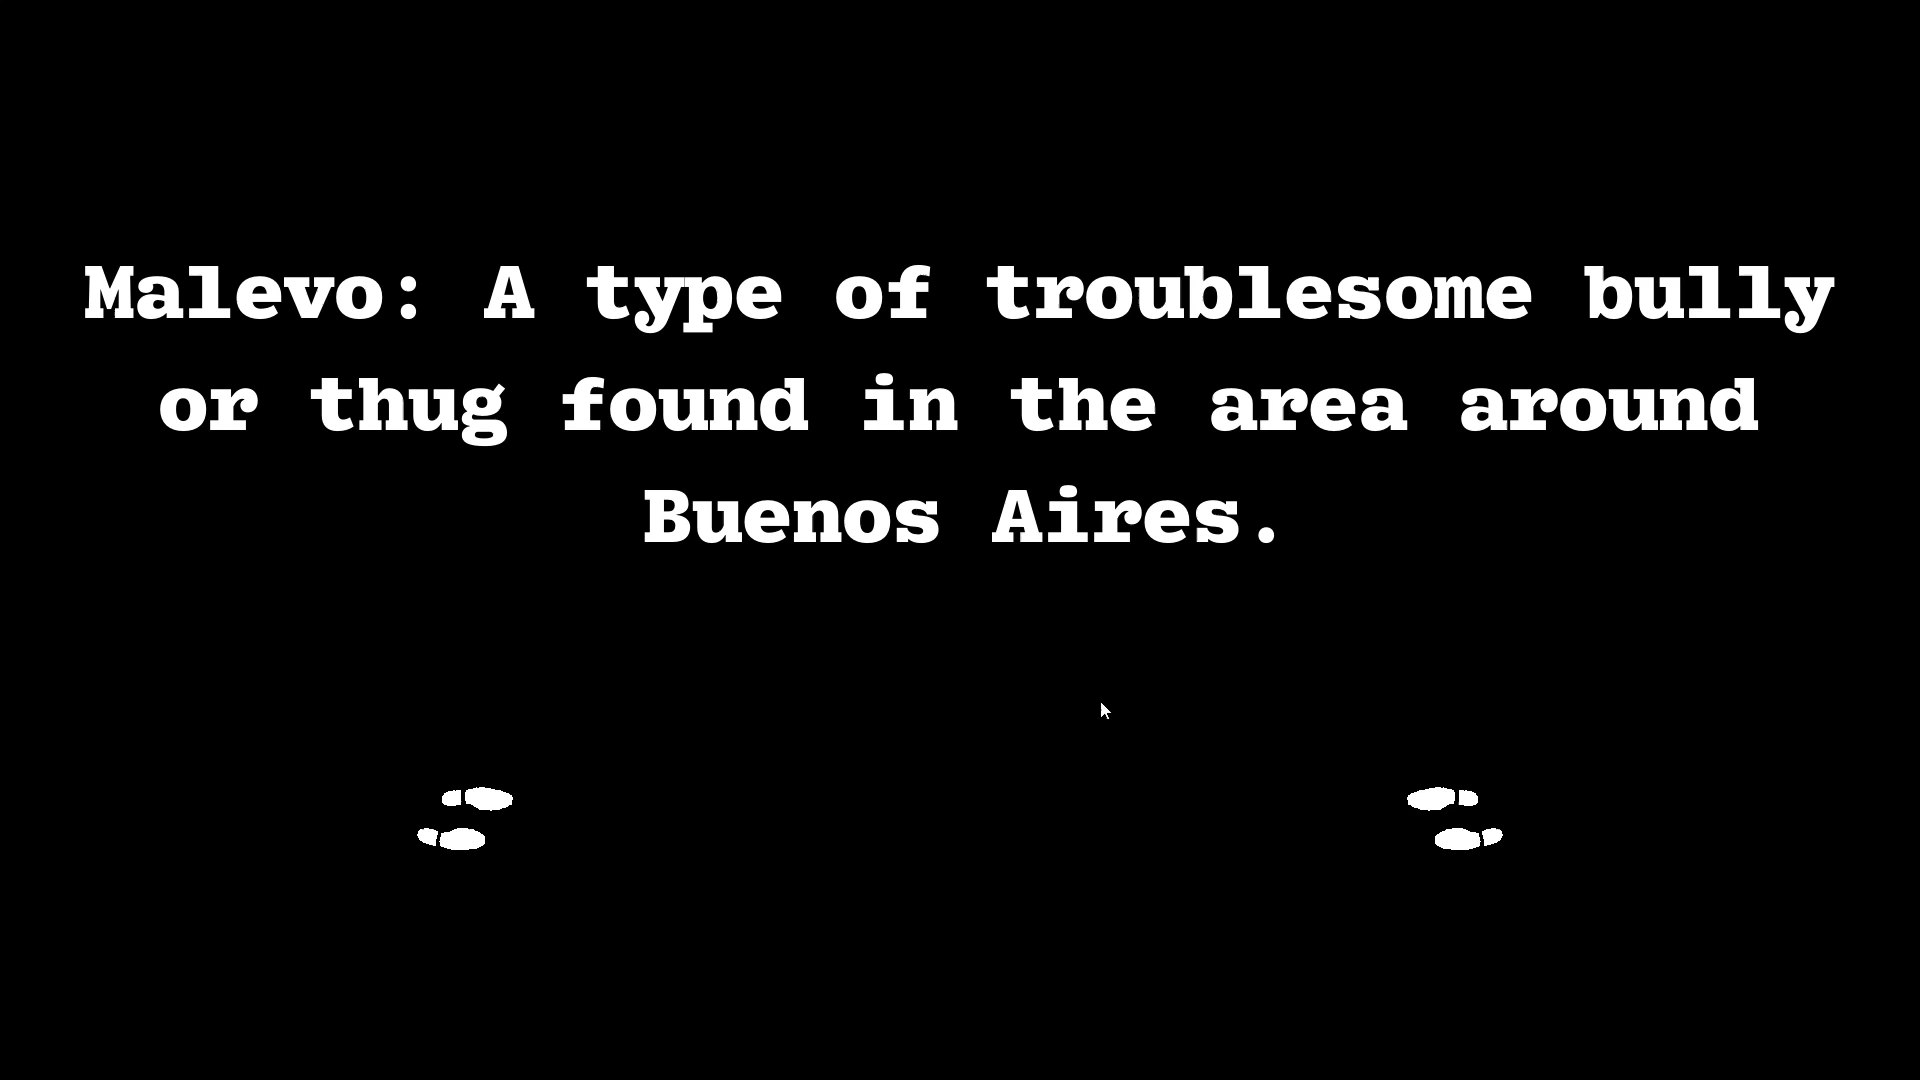 Malevo: A type of troublesome bully
or thug found in the area around
Buenos Aires.